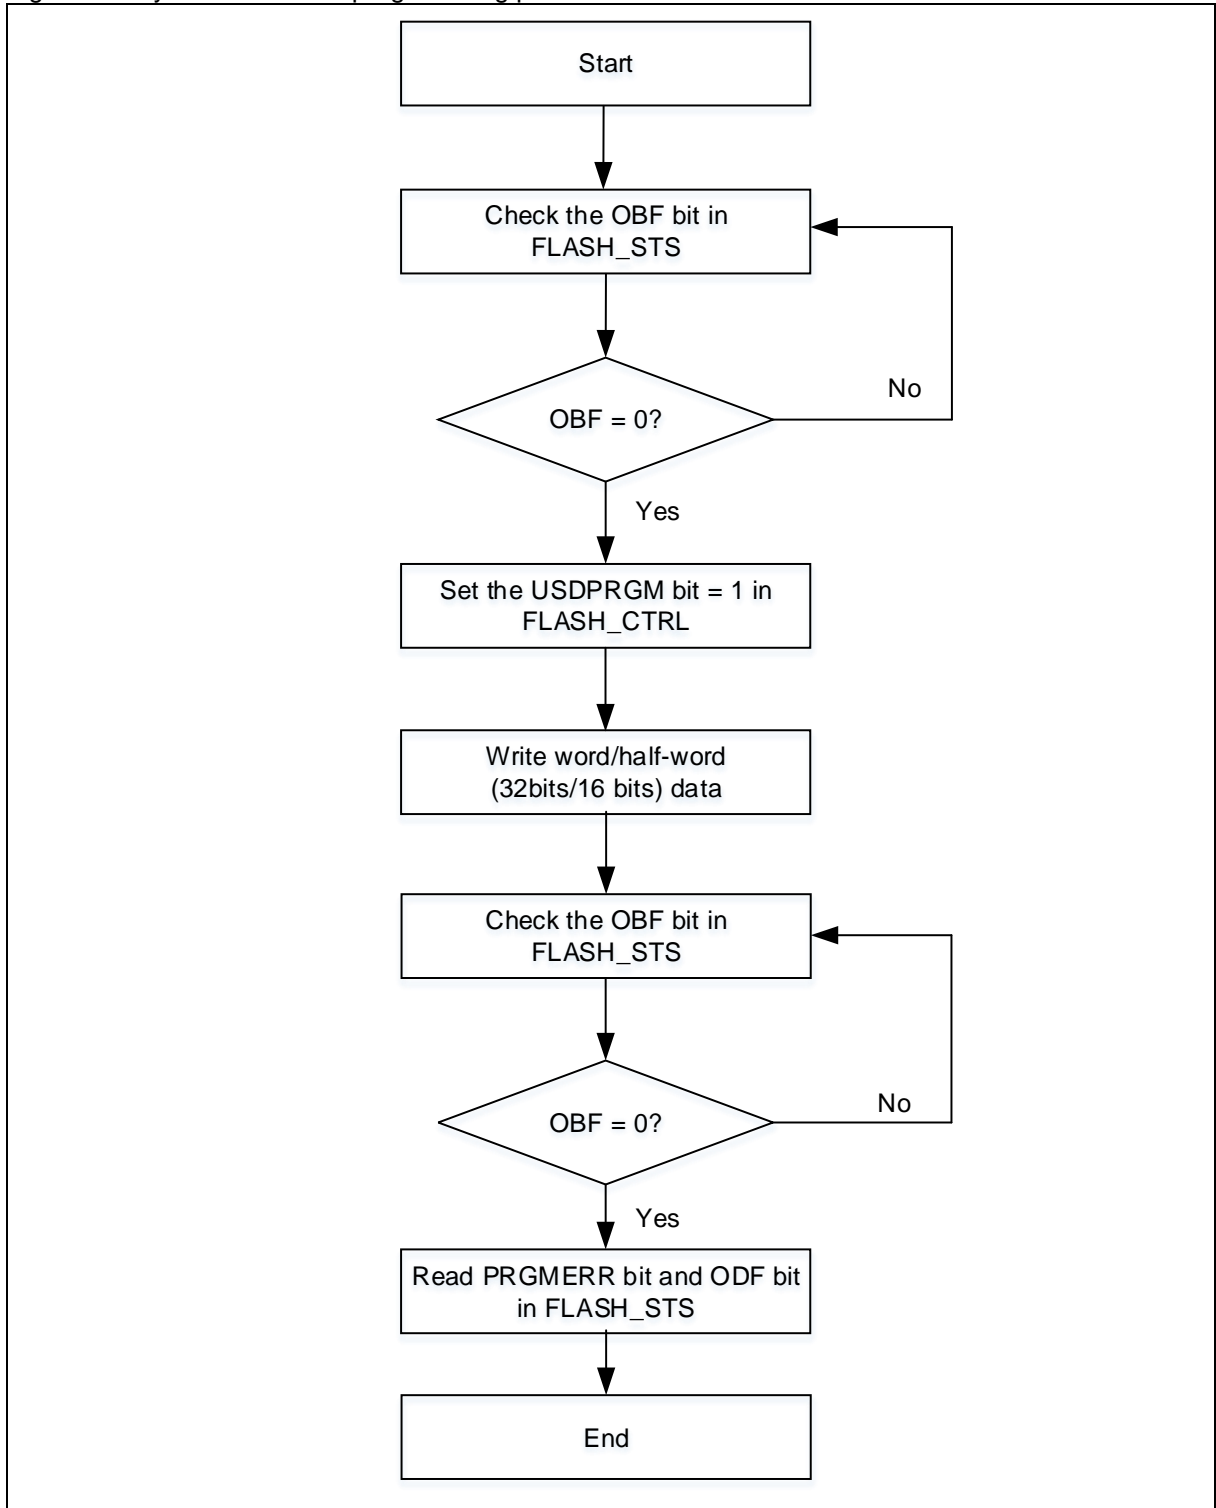 Start
Check the OBF bit in
FLASH_STS
No
OBF = 0?
Yes
Set the USDPRGM bit = 1 in
FLASH_CTRL
Write word/half-word
(32bits/16 bits) data
Check the OBF bit in
FLASH_STS
No
OBF = 0?
Yes
Read PRGMERR bit and ODF bit
in FLASH_STS
End